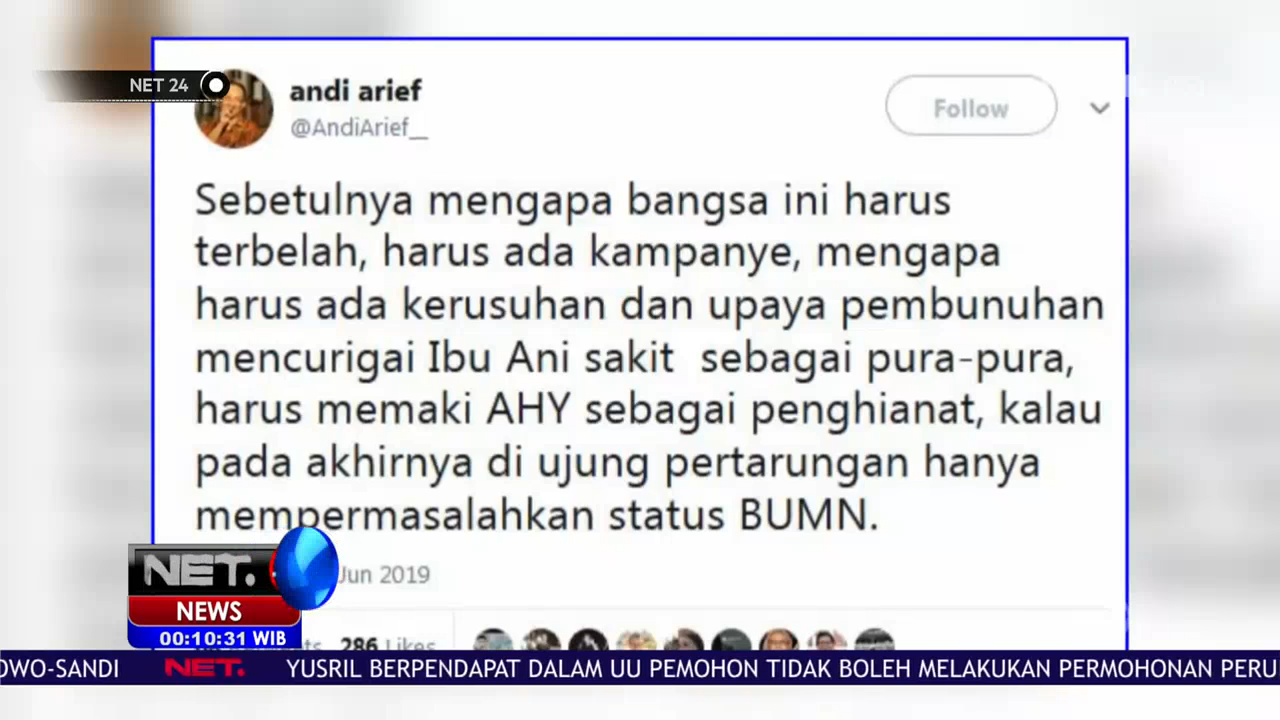 NET 24
andi arief
@AndiArief__
Follow
Sebetulnya mengapa bangsa ini harus
terbelah, harus ada kampanye, mengapa
harus ada kerusuhan dan upaya pembunuhan
mencurigai Ibu Ani sakit sebagai pura-pura,
harus memaki AHY sebagai penghianat, kalau
pada akhirnya di ujung pertarungan hanya
mempermasalahkan status BUMN.
Jun 2019
NET.
NEWS
00:10:31 WIB
286 Likes
OWO-SANDI NET. YUSRIL BERPENDAPAT DALAM UU PEMOHON TIDAK BOLEH MELAKUKAN PERMOHONAN PERU